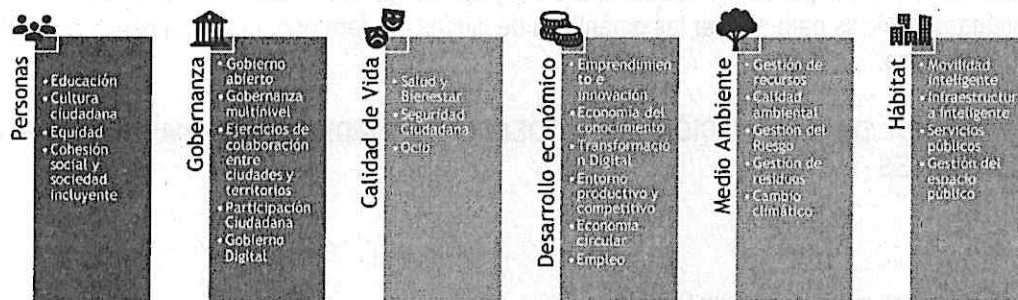 Personas
• Educación
• Cultura
ciudadana
• Equidad
• Cohesión
social y
sociedad
incluyente
Gobernanza
• Gobierno
abierto
• Gobernanza
multinivel
• Ejercicios de
colaboración
entre
ciudades y
territorios
• Participación
Ciudadana
• Gobierno
Digital
Calidad de Vida
• Salud y
Bienestar
• Seguridad
Ciudadana
• Ocio
Desarrollo económico
• Emprendimien
to e
innovación
• Economía del
conocimiento
• Transformació
n Digital
• Entorno
productivo y
competitivo
• Economía
circular
• Empleo
Medio Ambiente
• Gestión de
recursos
• Calidad
ambiental
• Gestión del
Riesgo
• Gestión de
residuos
• Cambio
climático
Hábitat
• Movilidad
Inteligente
• Infraestructur
a Inteligente
• Servicios
públicos
• Gestión del
espacio
público